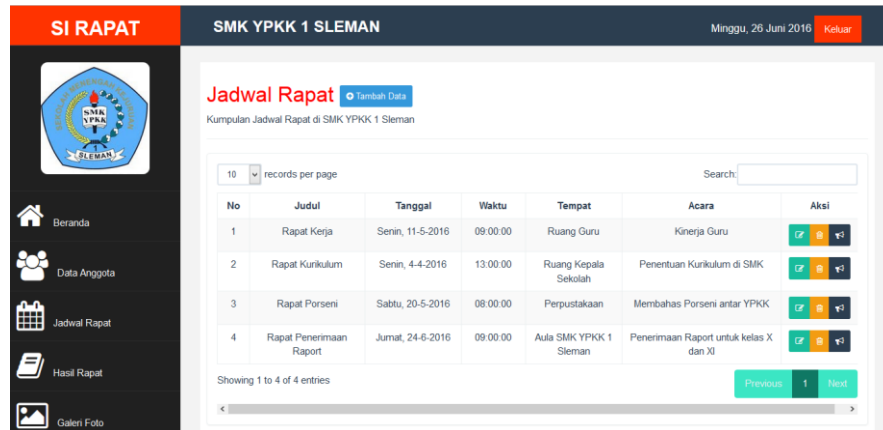 SI RAPAT
SMK YPKK 1 SLEMAN
Minggu, 26 Juni 2016 Keluar
SMK
YPKK
1
SLEMAN
Beranda
Data Anggota
Jadwal Rapat
Hasil Rapat
Galeri Foto
Jadwal Rapat Tambah Data
Kumpulan Jadwal Rapat di SMK YPKK 1 Sleman
10 records per page Search:
No Judul Tanggal Waktu Tempat Acara Aksi
1 Rapat Kerja Senin, 11-5-2016 09:00:00 Ruang Guru Kinerja Guru
2 Rapat Kurikulum Senin, 4-4-2016 13:00:00 Ruang Kepala Penentuan Kurikulum di SMK
Sekolah
3 Rapat Porseni Sabtu, 20-5-2016 08:00:00 Perpustakaan Membahas Porseni antar YPKK
4 Rapat Penerimaan Jumat, 24-6-2016 09:00:00 Aula SMK YPKK 1 Penerimaan Raport untuk kelas X
Raport Sleman dan XI
Showing 1 to 4 of 4 entries
Previous 1 Next